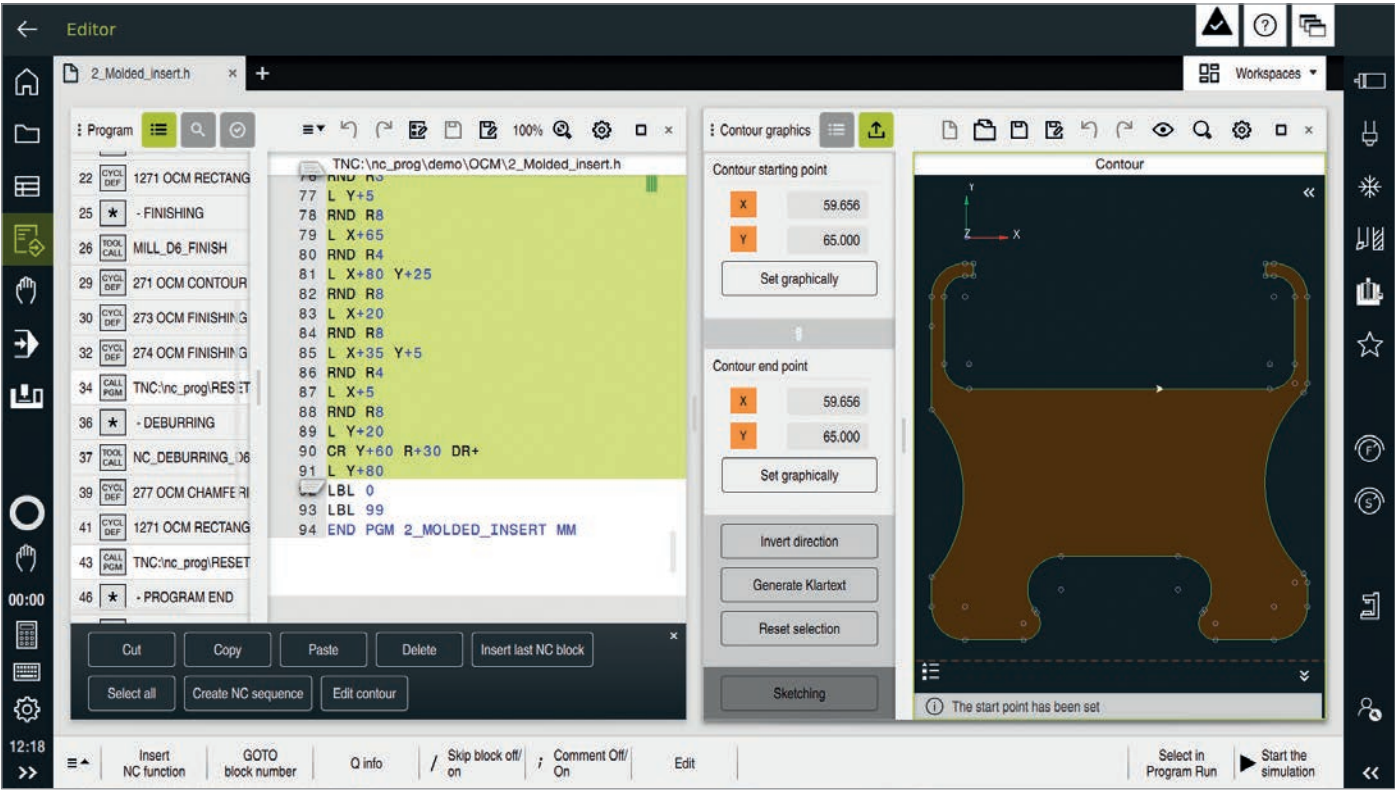 Editor
2_Molded_insert.h × +
Workspaces
Program
100%
×
TNC:\nc_prog\demo\OCM\2_Molded_insert.h
22 CYCL DEF 1271 OCM RECTANG
25 * - FINISHING
26 TOOL CALL MILL_D6_FINISH
29 CYCL DEF 271 OCM CONTOUR
30 CYCL DEF 273 OCM FINISHING
32 CYCL DEF 274 OCM FINISHING
34 CALL PGM TNC:\nc_prog\RESET
36 * - DEBURRING
37 TOOL CALL NC_DEBURRING_D6
39 CYCL DEF 277 OCM CHAMFERI
41 CYCL DEF 1271 OCM RECTANG
43 CALL PGM TNC:\nc_prog\RESET
46 * - PROGRAM END
76 RND R3
77 L Y+5
78 RND R8
79 L X+65
80 RND R4
81 L X+80 Y+25
82 RND R8
83 L X+20
84 RND R8
85 L X+35 Y+5
86 RND R4
87 L X+5
88 RND R8
89 L Y+20
90 CR Y+60 R+30 DR+
91 L Y+80
LBL 0
93 LBL 99
94 END PGM 2_MOLDED_INSERT MM
Cut
Copy
Paste
Delete
Insert last NC block
×
Select all
Create NC sequence
Edit contour
Contour graphics
×
Contour starting point
X 59.656
Y 65.000
Set graphically
Contour end point
X 59.656
Y 65.000
Set graphically
Invert direction
Generate Klartext
Reset selection
Sketching
Contour
Y
Z X
The start point has been set
F
S
00:00
12:18
Insert
NC function
GOTO
block number
Q info
/ Skip block off/
on
; Comment Off/
On
Edit
Select in
Program Run
Start the
simulation